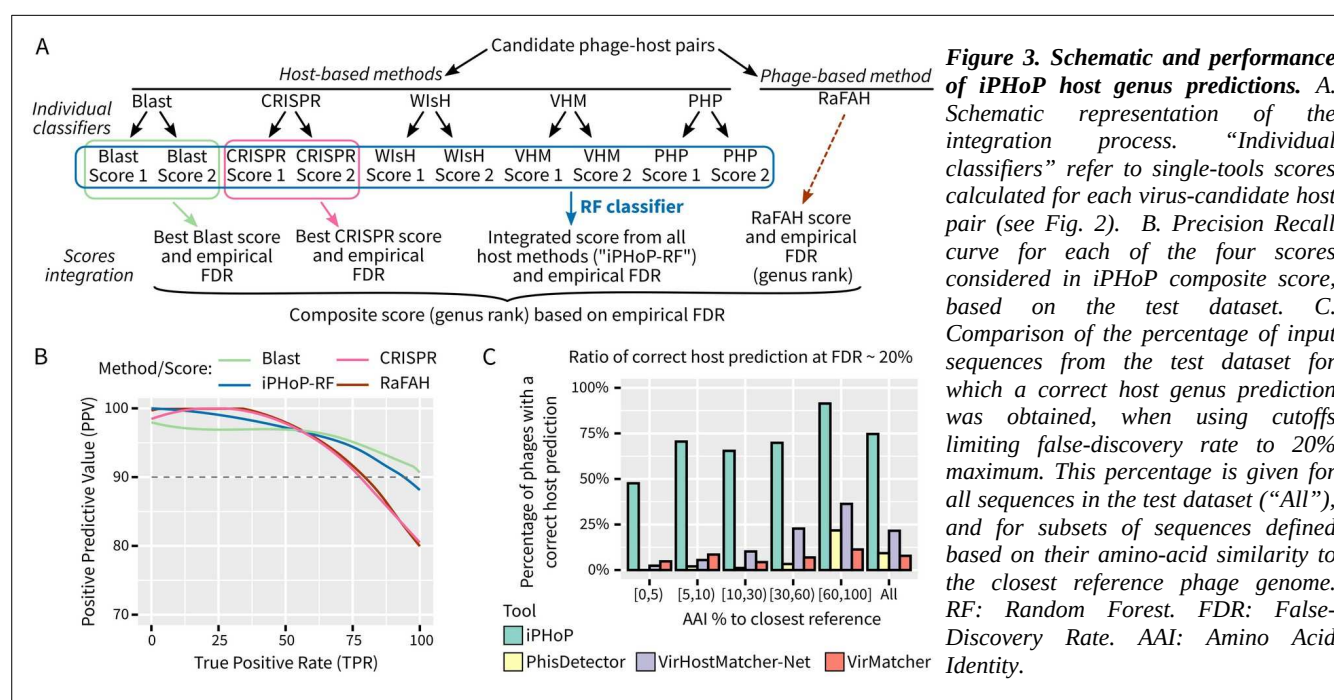 A
Candidate phage-host pairs
Host-based methods
Phage-based method
Individual
classifiers
Blast CRISPR WIsH VHM PHP RaFAH
Blast Blast CRISPR CRISPR WIsH WIsH VHM VHM PHP PHP
Score 1 Score 2 Score 1 Score 2 Score 1 Score 2 Score 1 Score 2 Score 1 Score 2
RF classifier
Scores
integration
Best Blast score
and empirical
FDR
Best CRISPR score
and empirical
FDR
Integrated score from all
host methods ("iPHoP-RF")
and empirical FDR
RaFAH score
and empirical
FDR
(genus rank)
Composite score (genus rank) based on empirical FDR
B
Method/Score:
Blast CRISPR
iPHoP-RF RaFAH
Positive Predictive Value (PPV)
100
90
80
70
0 25 50 75 100
True Positive Rate (TPR)
C
Ratio of correct host prediction at FDR ~ 20%
Percentage of phages with a
correct host prediction
100%
75%
50%
25%
0%
[0,5) [5,10) [10,30) [30,60) [60,100] All
AAI % to closest reference
Tool
iPHoP
PhisDetector VirHostMatcher-Net VirMatcher
Figure 3. Schematic and performance
of iPHoP host genus predictions. A.
Schematic representation of the
integration process. “Individual
classifiers” refer to single-tools scores
calculated for each virus-candidate host
pair (see Fig. 2). B. Precision Recall
curve for each of the four scores
considered in iPHoP composite score,
based on the test dataset. C.
Comparison of the percentage of input
sequences from the test dataset for
which a correct host genus prediction
was obtained, when using cutoffs
limiting false-discovery rate to 20%
maximum. This percentage is given for
all sequences in the test dataset (“All”),
and for subsets of sequences defined
based on their amino-acid similarity to
the closest reference phage genome.
RF: Random Forest. FDR: False-
Discovery Rate. AAI: Amino Acid
Identity.